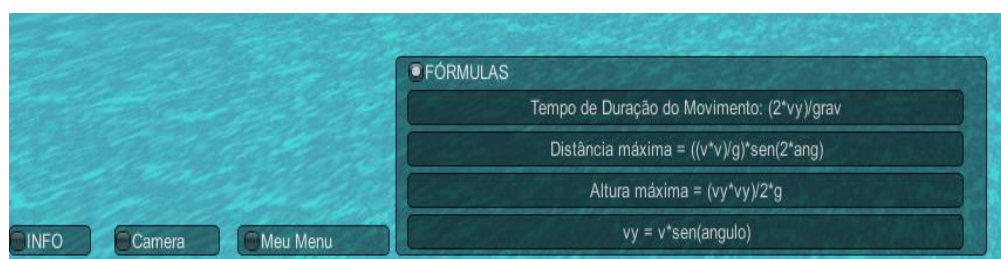 FÓRMULAS
Tempo de Duração do Movimento: (2*vy)/grav
Distância máxima = ((v*v)/g)*sen(2*ang)
Altura máxima = (vy*vy)/2*g
vy = v*sen(angulo)
INFO
Camera
Meu Menu